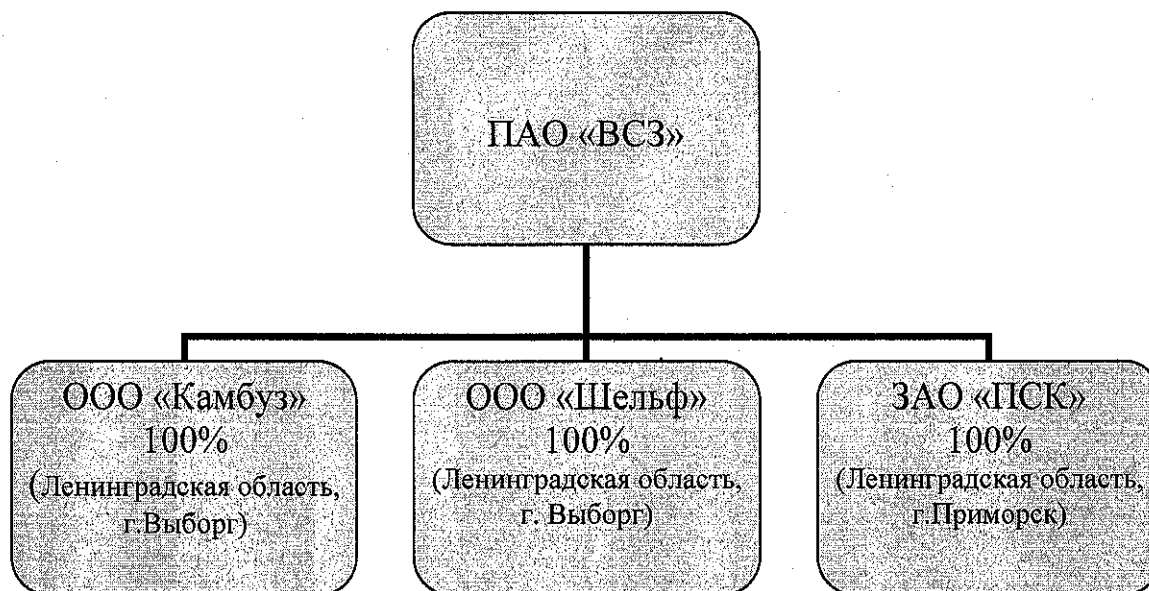 ПАО «ВСЗ»
ООО «Камбуз»
100%
(Ленинградская область,
г.Выборг)
ООО «Шельф»
100%
(Ленинградская область,
г. Выборг)
ЗАО «ПСК»
100%
(Ленинградская область,
г.Приморск)